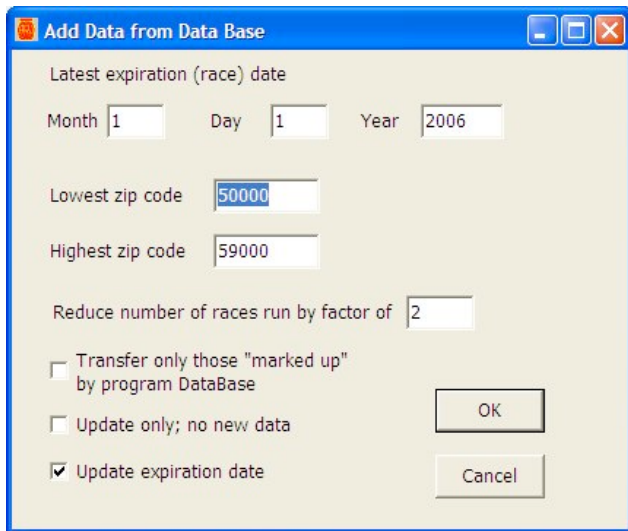 Add Data from Data Base
Latest expiration (race) date
Month 1 Day 1 Year 2006
Lowest zip code 50000
Highest zip code 59000
Reduce number of races run by factor of 2
Transfer only those "marked up"
by program DataBase
Update only; no new data
OK
Update expiration date
Cancel